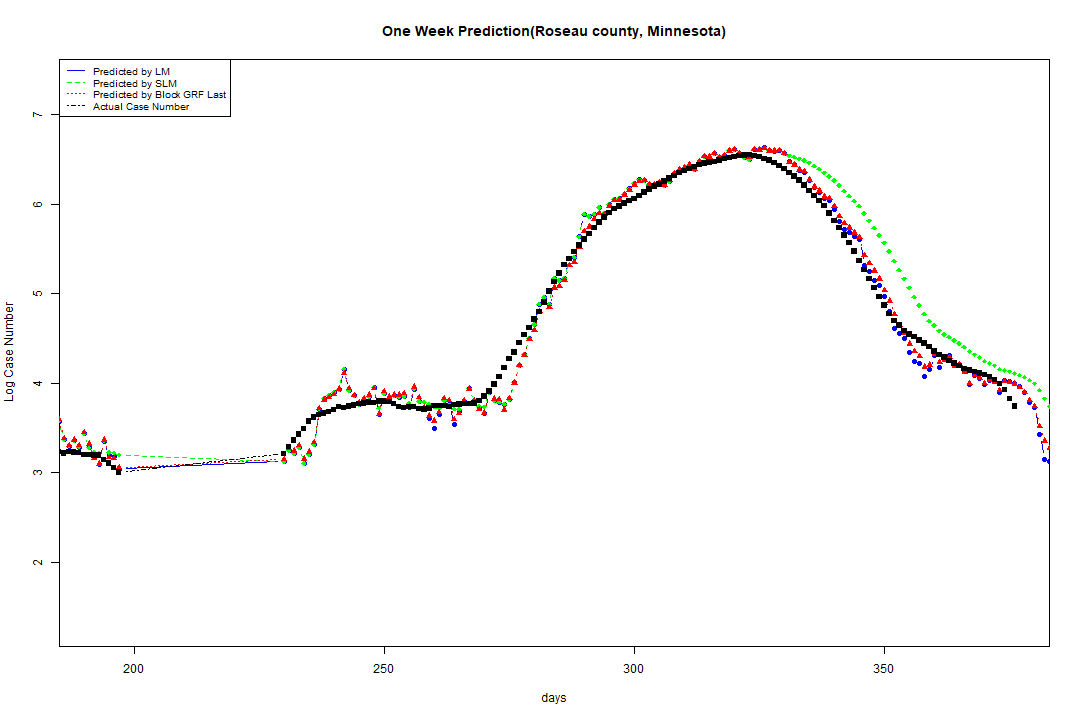 One Week Prediction(Roseau county, Minnesota)
Predicted by LM
Predicted by SLM
Predicted by Block GRF Last
Actual Case Number
7
6
5
4
3
2
Log Case Number
200 250 300 350
days